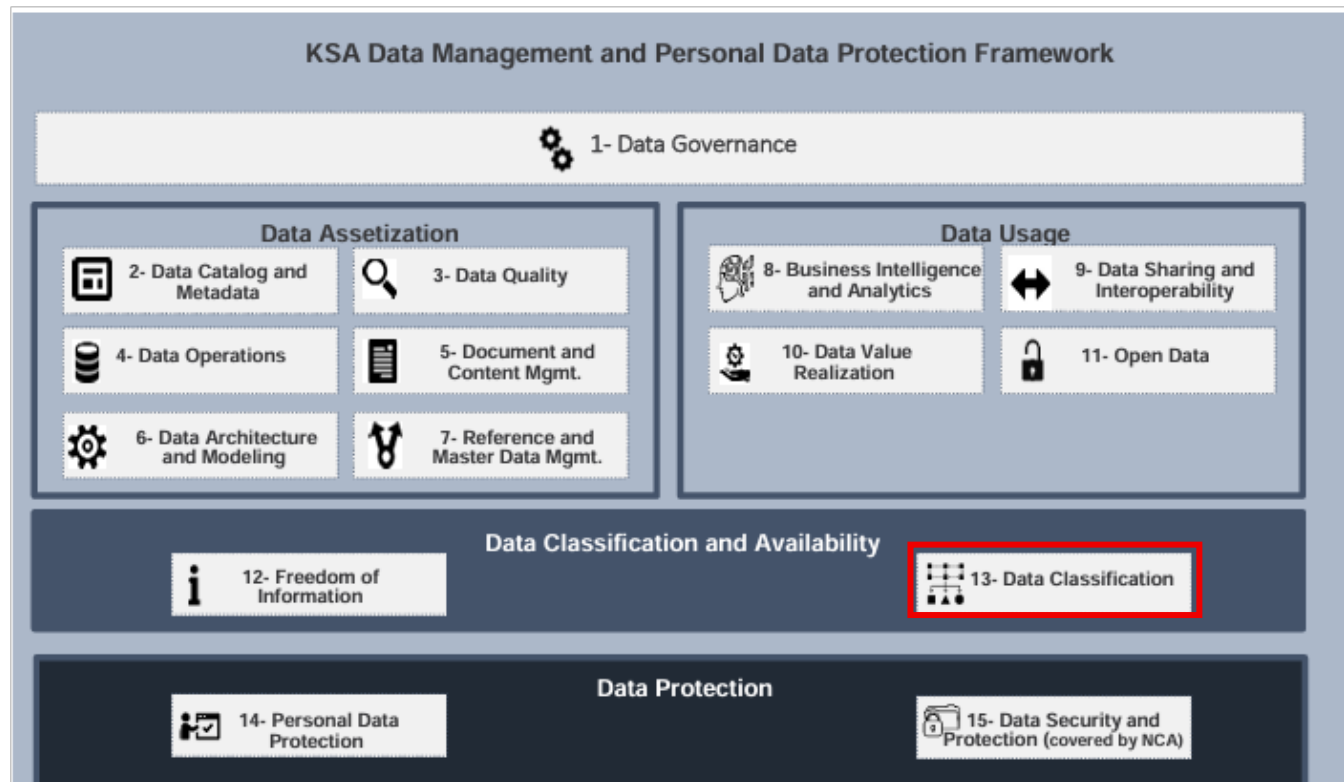 KSA Data Management and Personal Data Protection Framework
1- Data Governance
Data Assetization
2- Data Catalog and
Metadata
3- Data Quality
4- Data Operations
5- Document and
Content Mgmt.
6- Data Architecture
and Modeling
7- Reference and
Master Data Mgmt.
Data Usage
8- Business Intelligence
and Analytics
9- Data Sharing and
Interoperability
10- Data Value
Realization
11- Open Data
Data Classification and Availability
12- Freedom of
Information
13- Data Classification
Data Protection
14- Personal Data
Protection
15- Data Security and
Protection (covered by NCA)